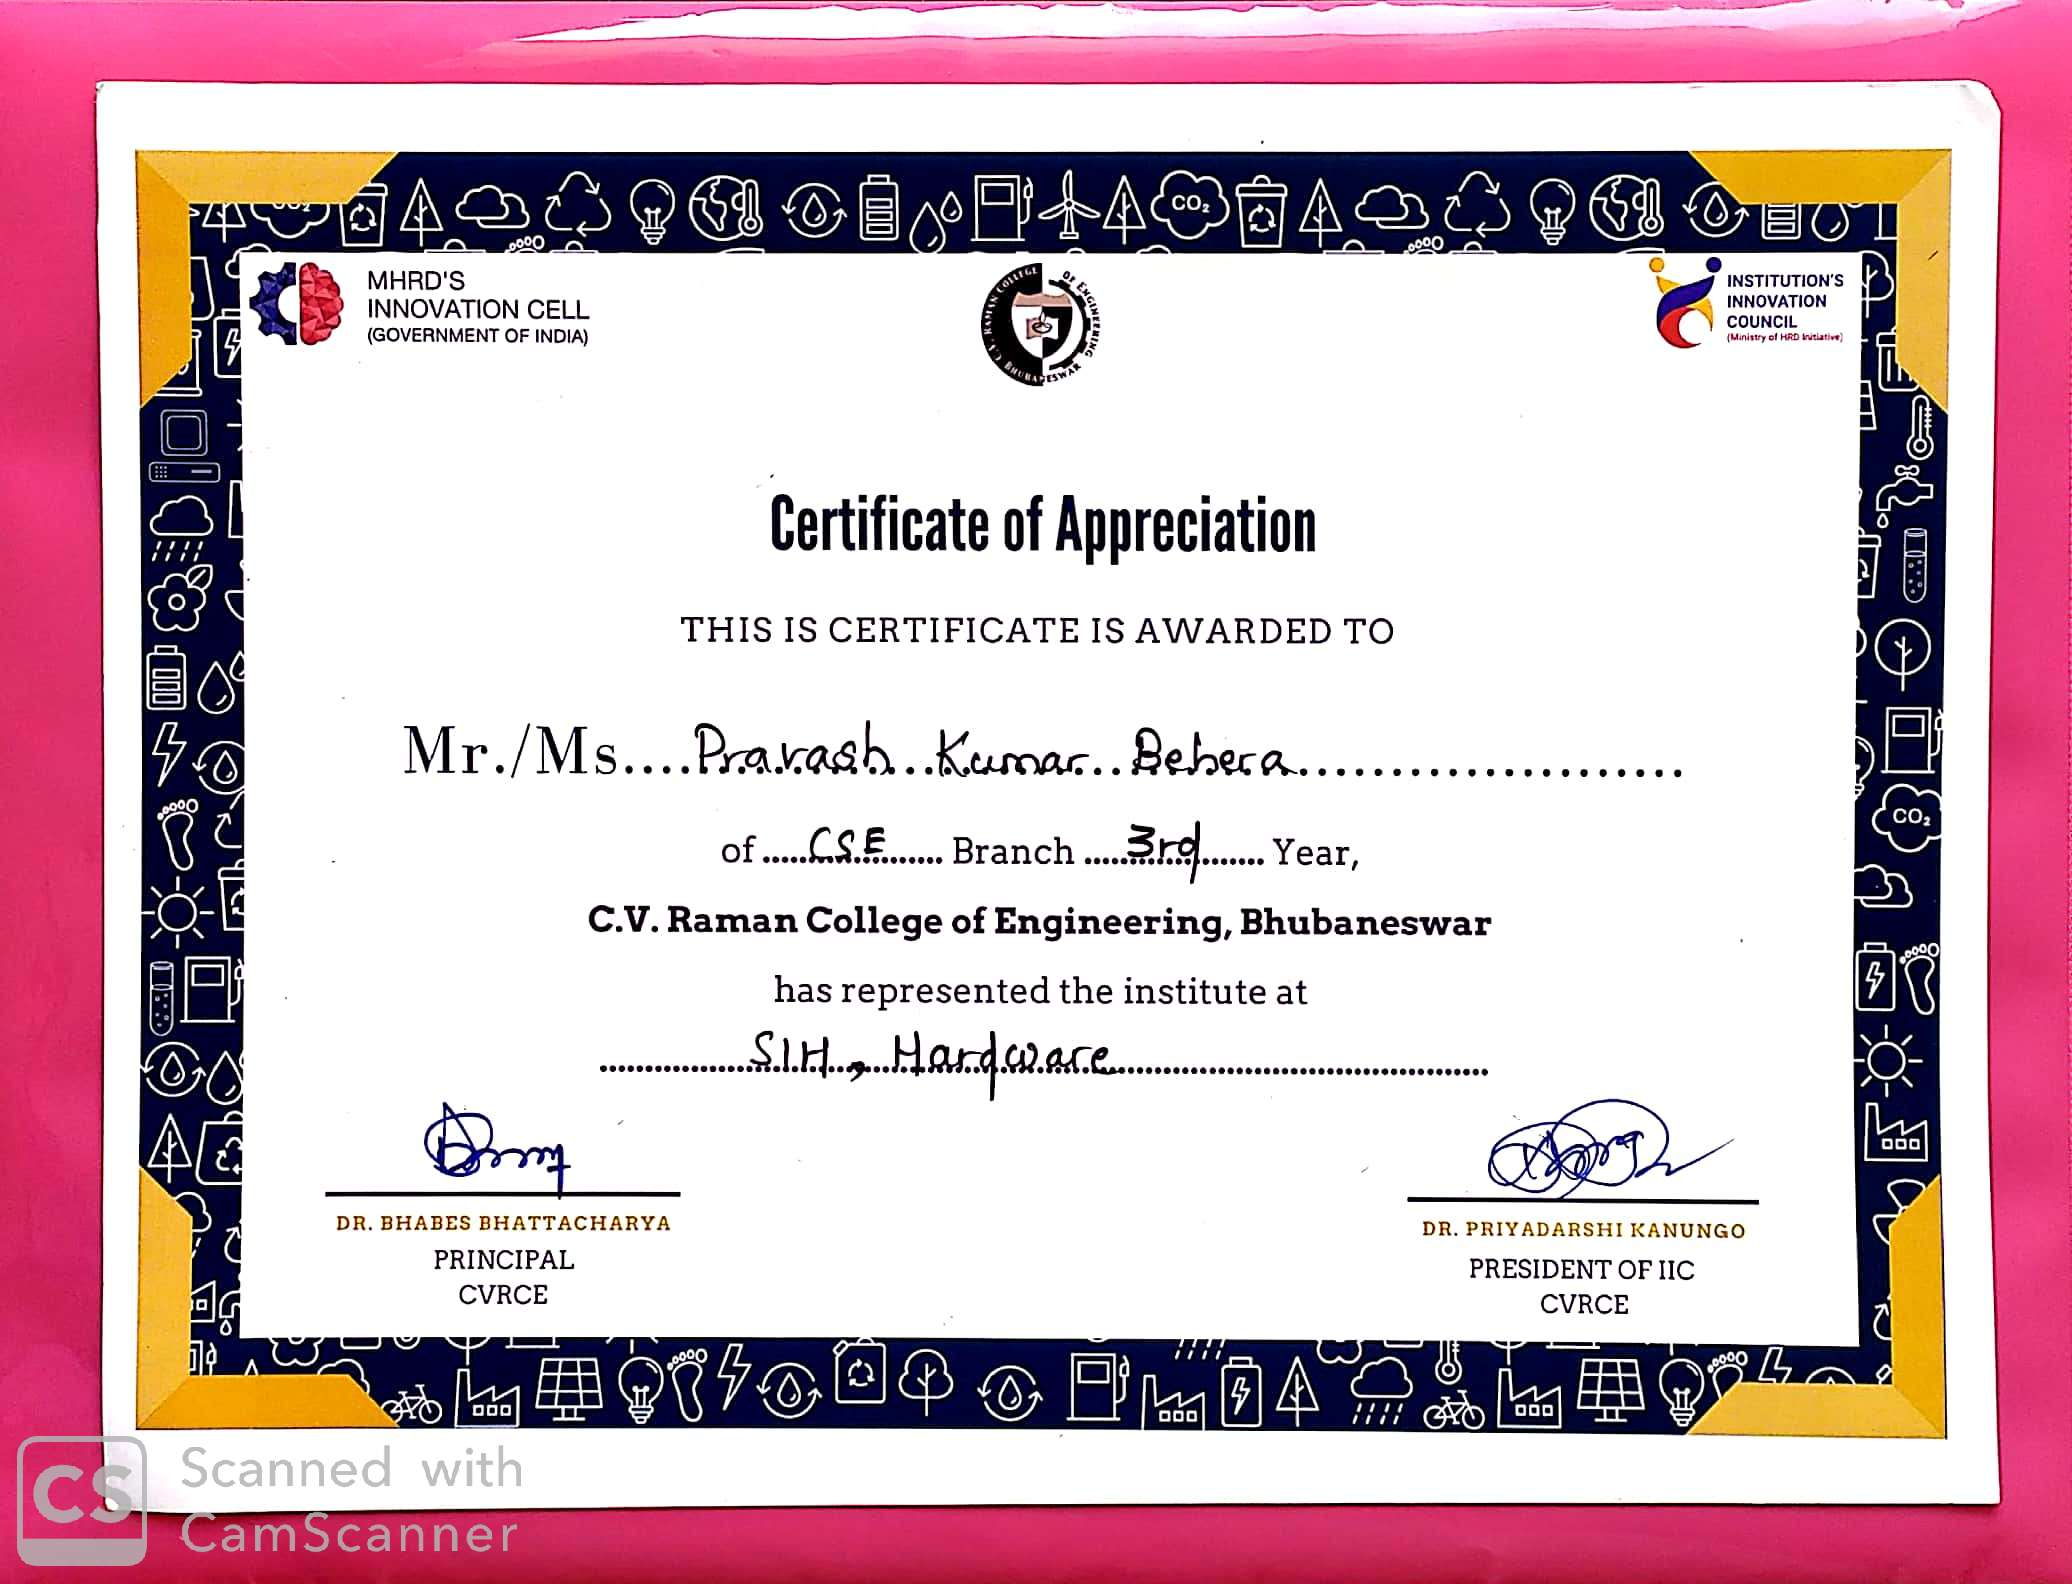 MHRD'S
INNOVATION CELL
(GOVERNMENT OF INDIA)
C.V. RAMAN COLLEGE OF ENGINEERING
BHUBANESWAR
INSTITUTION'S
INNOVATION
COUNCIL
(Ministry of HRD Initiative)
CO₂
Certificate of Appreciation
THIS IS CERTIFICATE IS AWARDED TO
Mr./Ms....Pravash Kumar Behera......................
of ......CSE...... Branch ......3rd...... Year,
C.V. Raman College of Engineering, Bhubaneswar
has represented the institute at
SIH, Hardware
DR. BHABES BHATTACHARYA
PRINCIPAL
CVRCE
DR. PRIYADARSHI KANUNGO
PRESIDENT OF IIC
CVRCE
CO₂
CS Scanned with
CamScanner